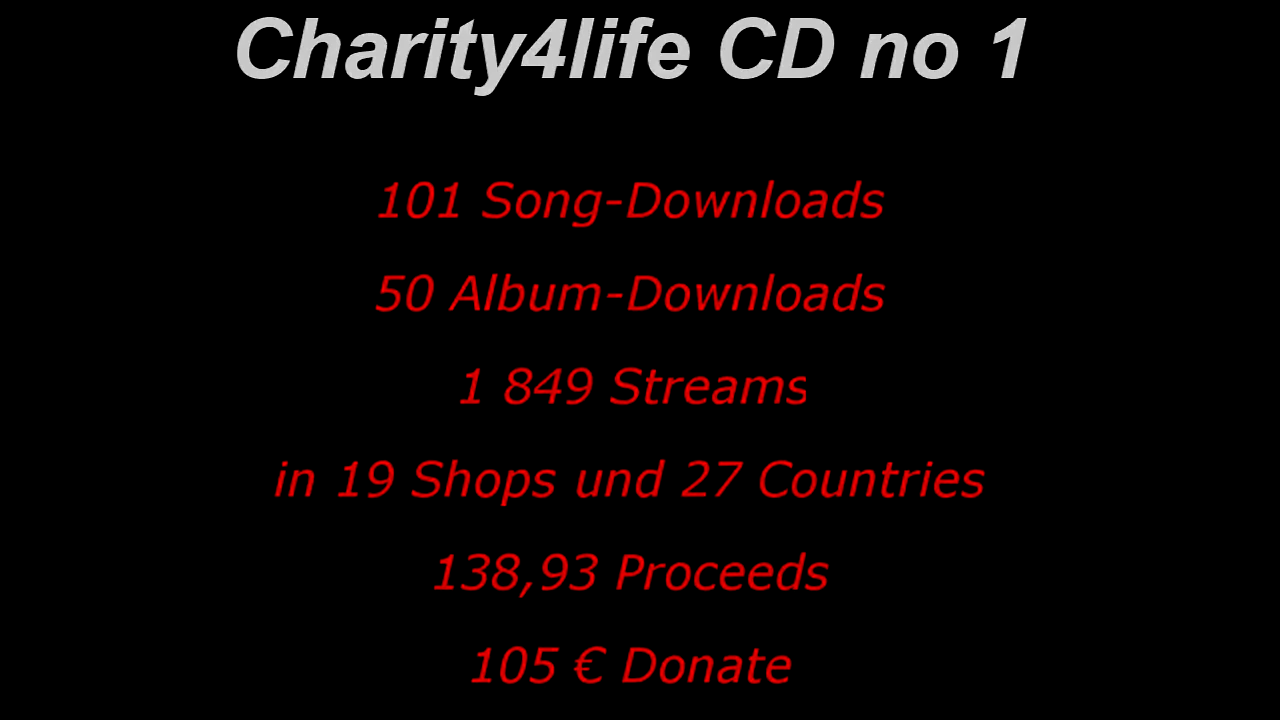 Charity4life CD no 1
101 Song-Downloads
50 Album-Downloads
1 849 Streams
in 19 Shops und 27 Countries
138,93 Proceeds
105 € Donate